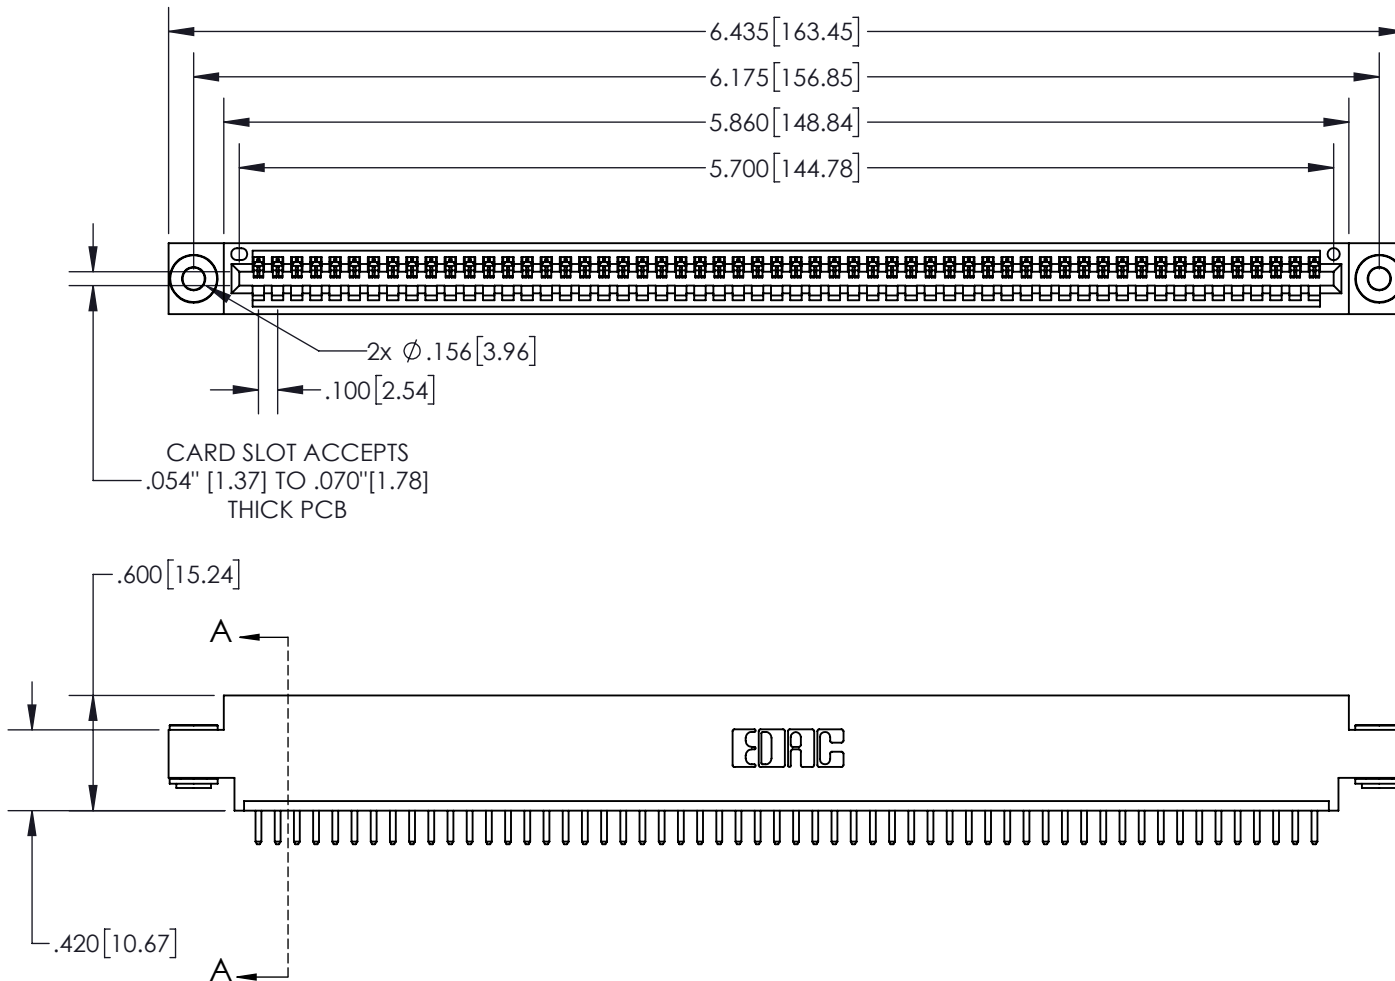 6.435[163.45]
6.175[156.85]
5.860[148.84]
5.700[144.78]
2x Ø.156[3.96]
.100[2.54]
CARD SLOT ACCEPTS
.054" [1.37] TO .070"[1.78]
THICK PCB
.600[15.24]
A
EDAC
.420[10.67]
A